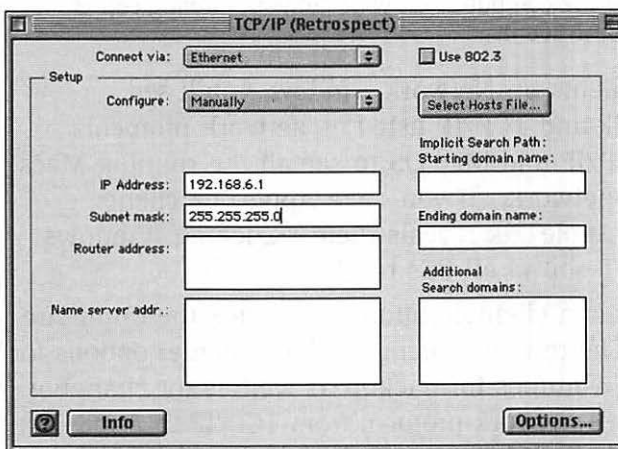 TCP/IP (Retrospect)
Connect via: Ethernet
Use 802.3
Setup
Configure: Manually
Select Hosts File...
Implicit Search Path:
Starting domain name:
IP Address: 192.168.6.1
Subnet mask: 255.255.255.0
Ending domain name:
Router address:
Additional
Search domains:
Name server addr.:
?
Info
Options...